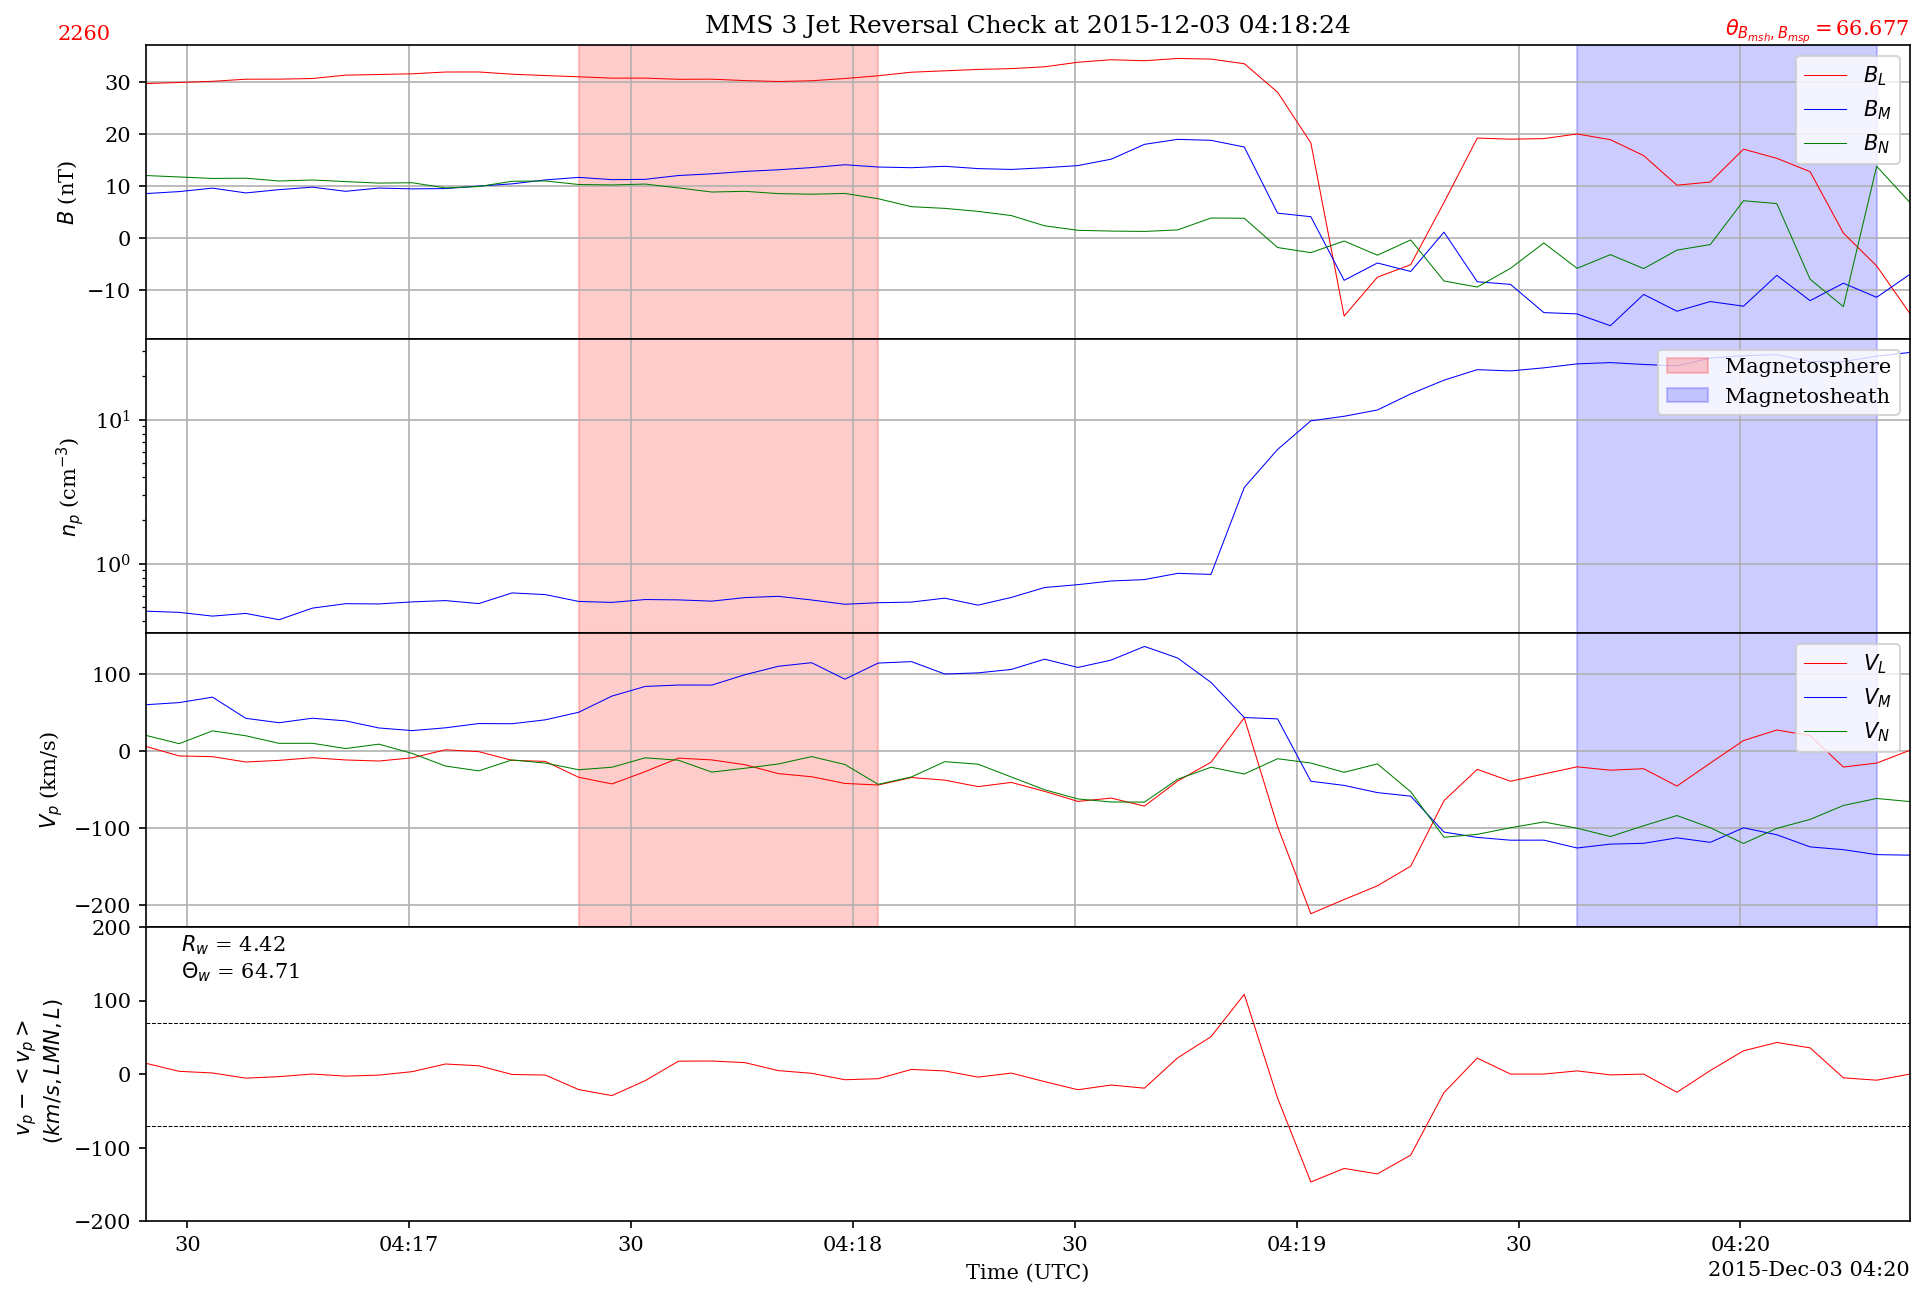 2260
MMS 3 Jet Reversal Check at 2015-12-03 04:18:24
θ_{B_{msh}, B_{msp}} = 66.677
30
20
10
0
−10
B (nT)
B_L
B_M
B_N
10^1
10^0
n_p (cm^{−3})
Magnetosphere
Magnetosheath
100
0
−100
−200
V_p (km/s)
V_L
V_M
V_N
200
100
0
−100
−200
v_p − < v_p >
(km/s, LMN, L)
R_w = 4.42
Θ_w = 64.71
30
04:17
30
04:18
30
04:19
30
04:20
Time (UTC)
2015-Dec-03 04:20